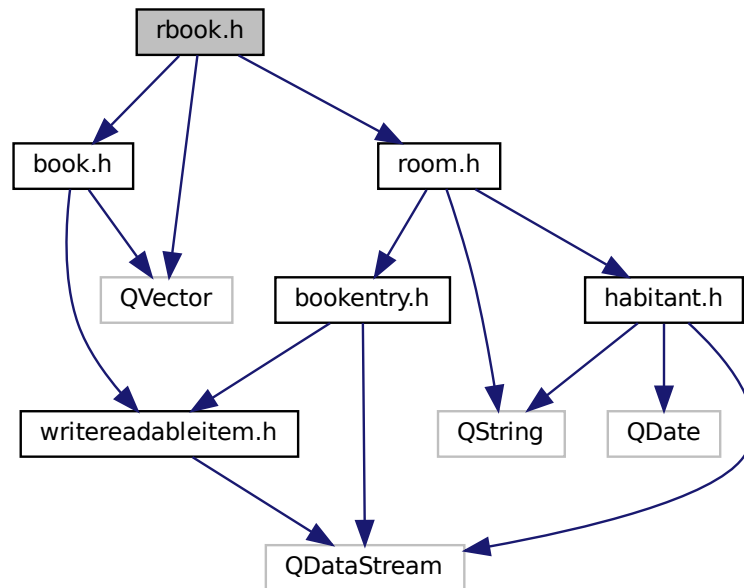 rbook.h
book.h
room.h
QVector
bookentry.h
habitant.h
writereadableitem.h
QString
QDate
QDataStream